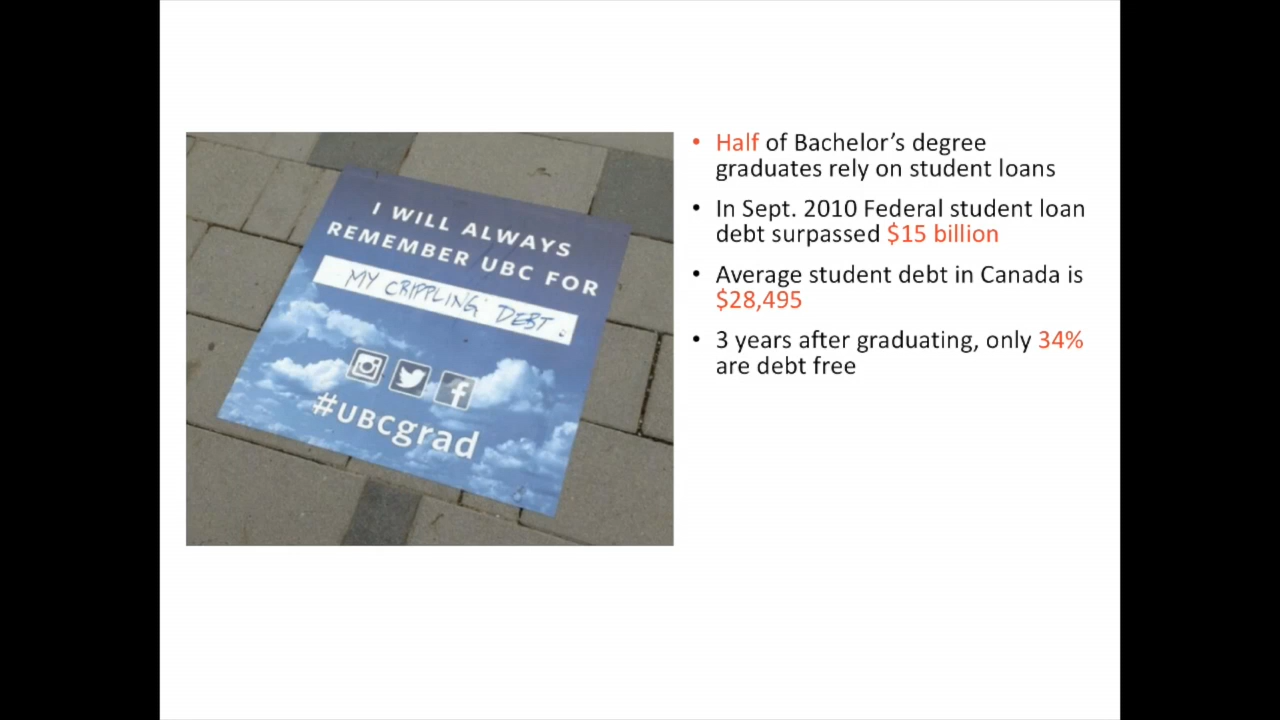 I WILL ALWAYS
REMEMBER UBC FOR
MY CRIPPLING DEBT.
#UBCgrad
• Half of Bachelor's degree
graduates rely on student loans
• In Sept. 2010 Federal student loan
debt surpassed $15 billion
• Average student debt in Canada is
$28,495
• 3 years after graduating, only 34%
are debt free